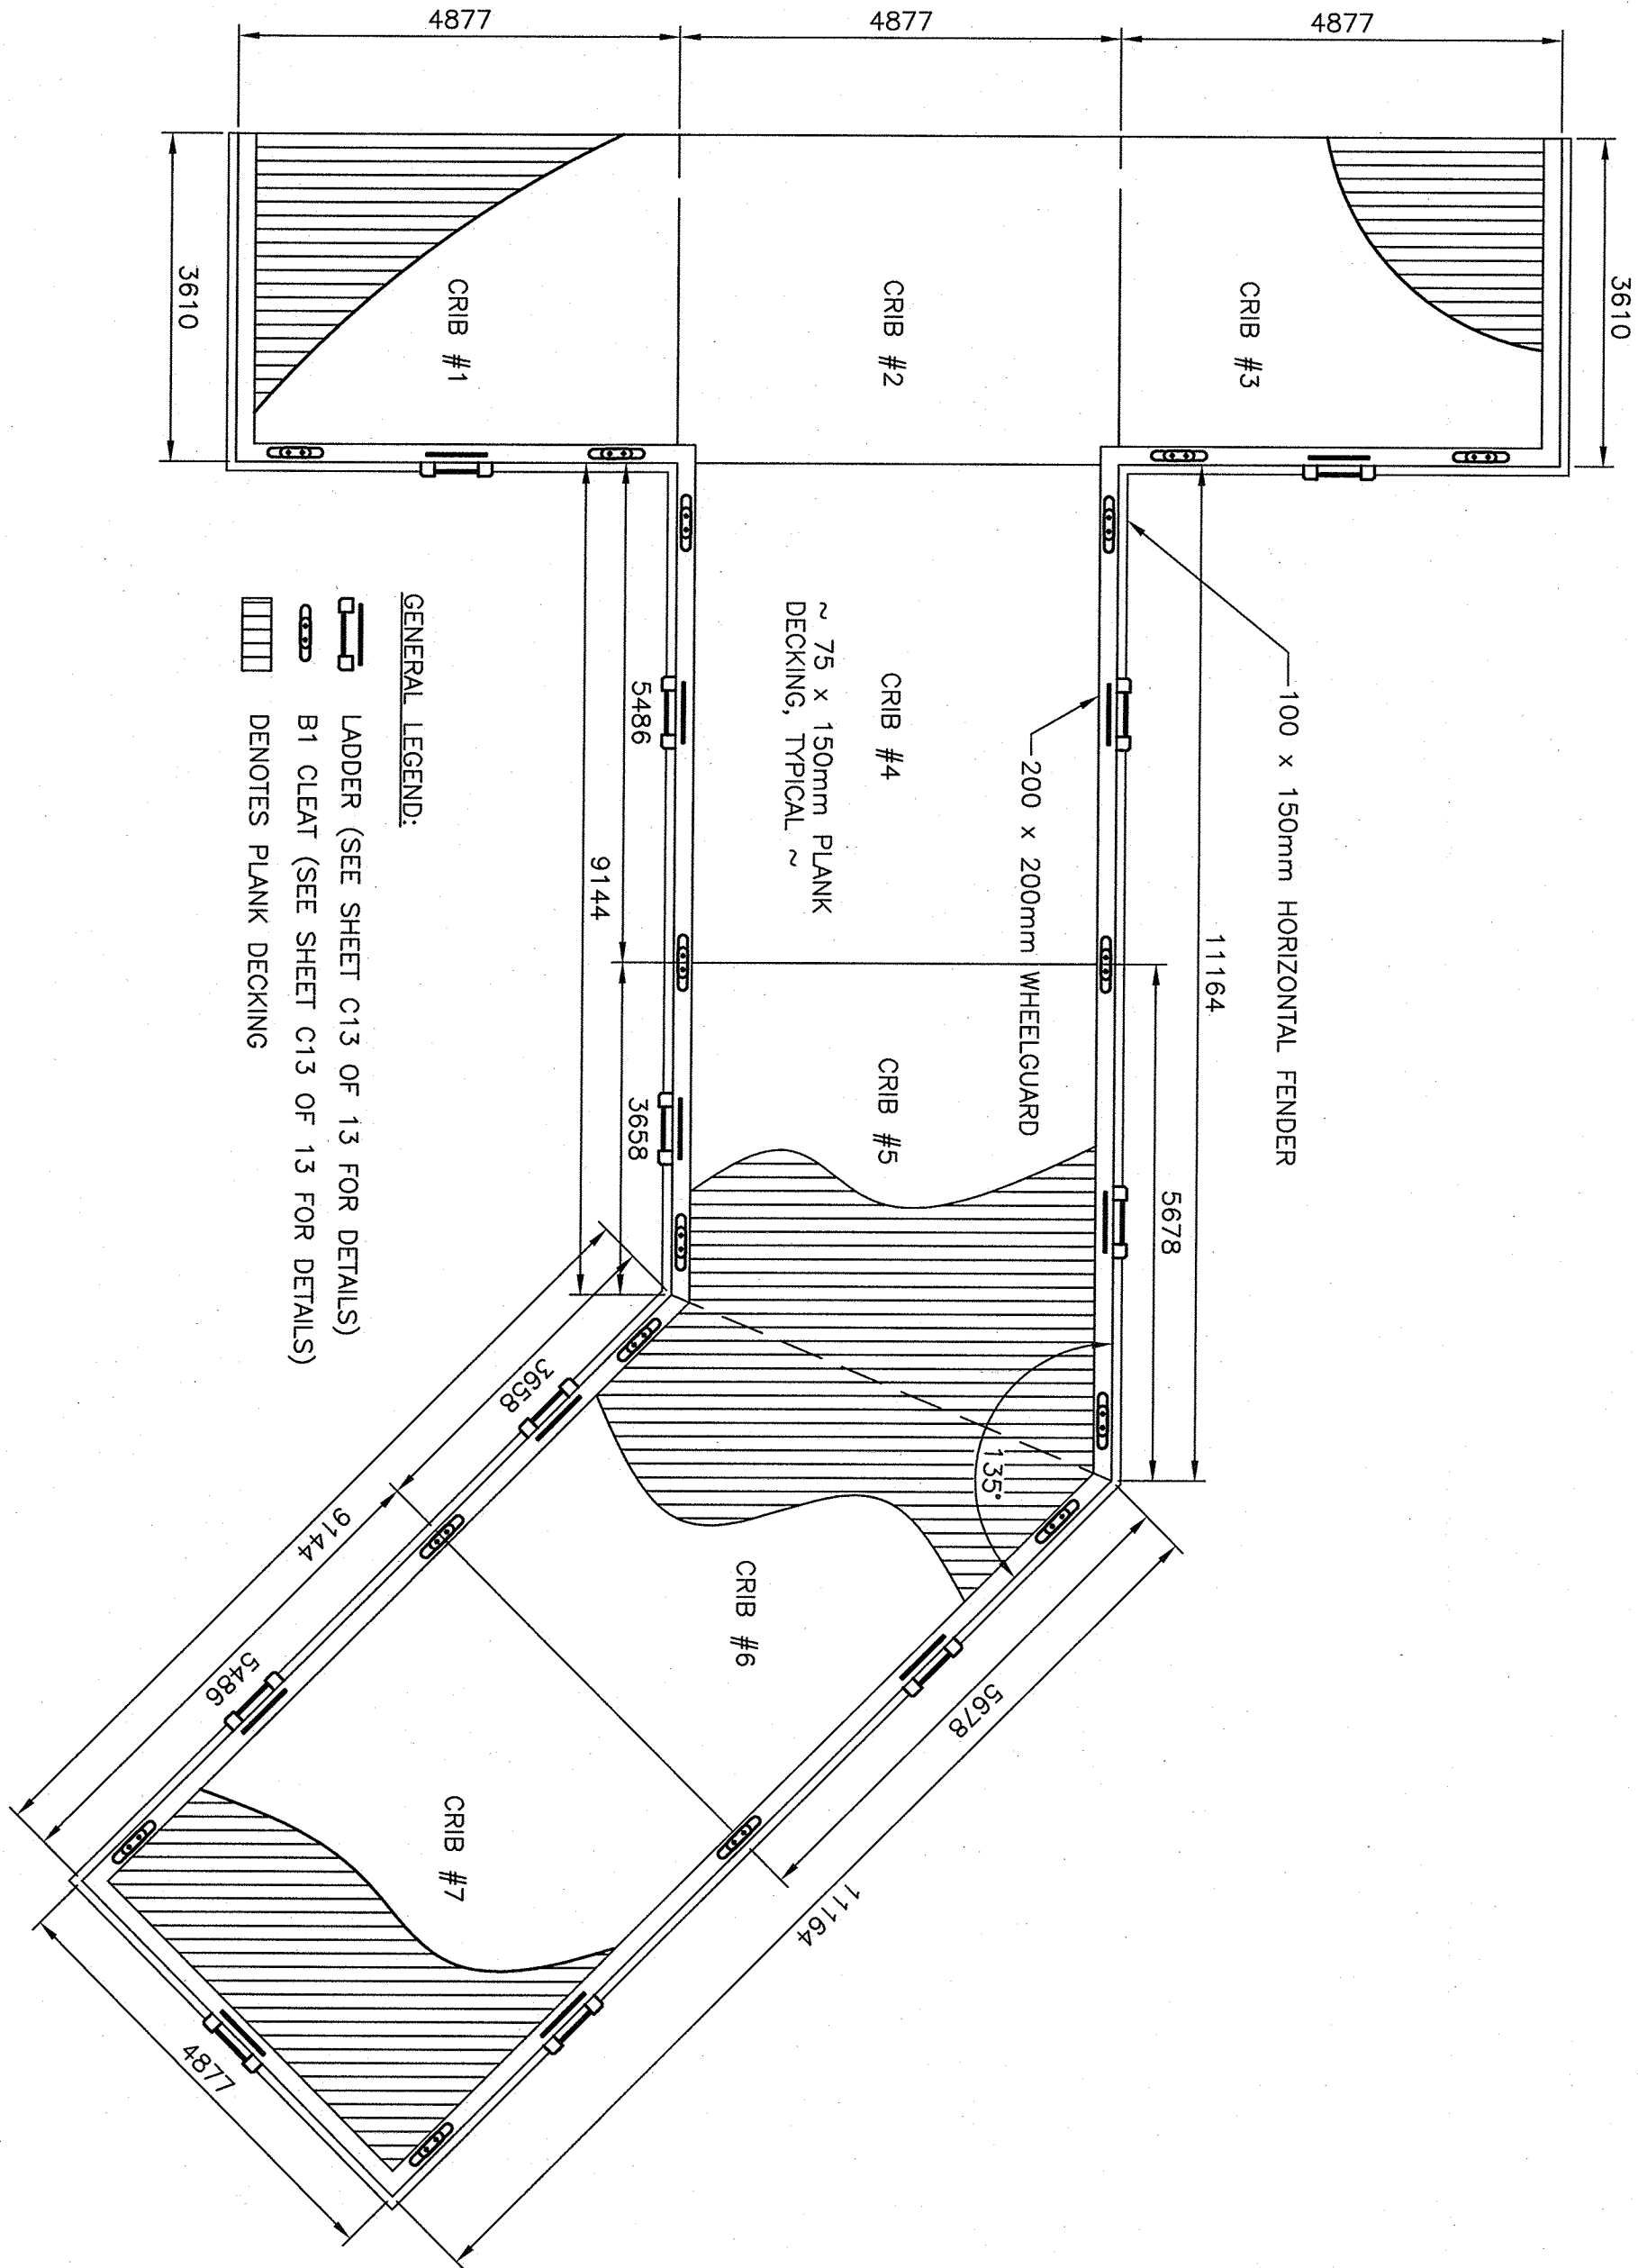 4877
4877
4877
3610
3610
CRIB #1
CRIB #2
CRIB #3
100 x 150mm HORIZONTAL FENDER
11164
200 x 200mm WHEELGUARD
5678
CRIB #4
~ 75 x 150mm PLANK
DECKING, TYPICAL ~
CRIB #5
5486
3658
9144
135°
3658
9144
5486
CRIB #6
5678
11164
CRIB #7
4877
GENERAL LEGEND:
LADDER (SEE SHEET C13 OF 13 FOR DETAILS)
B1 CLEAT (SEE SHEET C13 OF 13 FOR DETAILS)
DENOTES PLANK DECKING